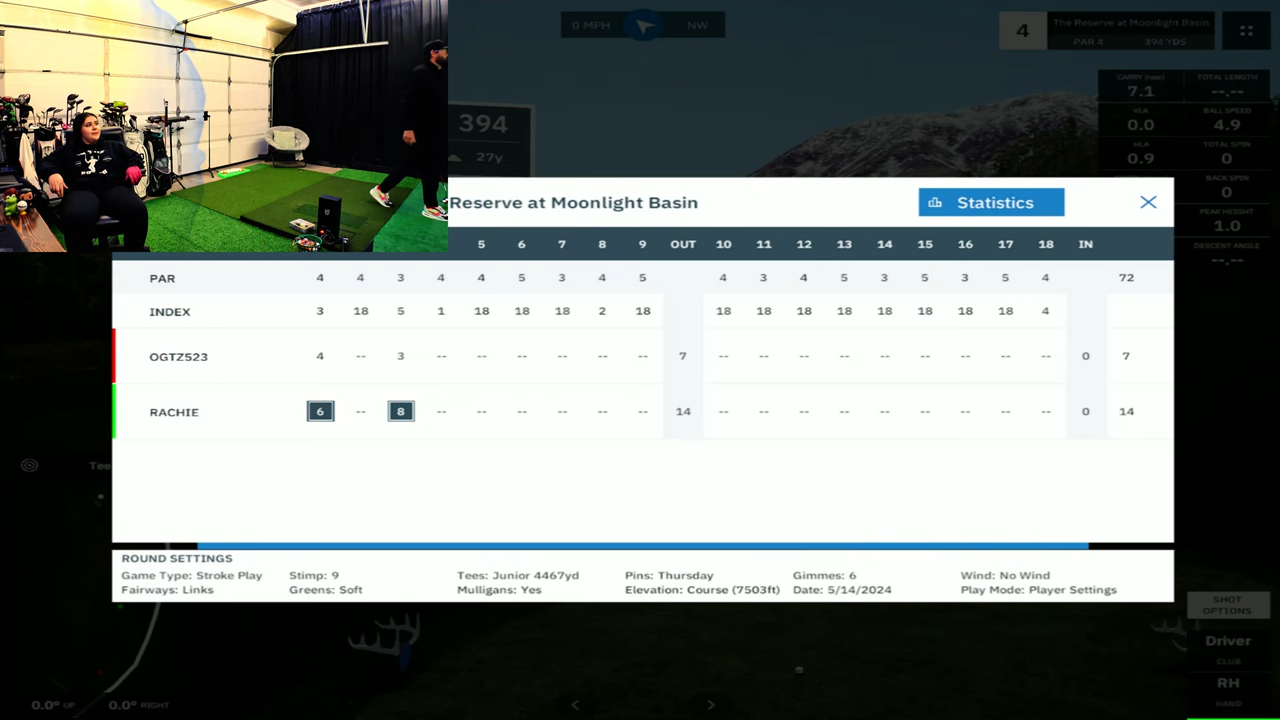 0 MPH NW
4 The Reserve at Moonlight Basin
PAR 4 394 YDS
CARRY (raw) TOTAL LENGTH
7.1 --.--
394
VLA BALL SPEED
0.0 4.9
27y
HLA TOTAL SPIN
0.9 0
BACK SPIN
0
PEAK HEIGHT
1.0
DESCENT ANGLE
--.--
Reserve at Moonlight Basin
Statistics
5 6 7 8 9 OUT 10 11 12 13 14 15 16 17 18 IN
PAR 4 4 3 4 4 5 3 4 5 4 3 4 5 3 5 3 5 4 72
INDEX 3 18 5 1 18 18 18 2 18 18 18 18 18 18 18 18 18 4
OGTZ523 4 -- 3 -- -- -- -- -- -- 7 -- -- -- -- -- -- -- -- -- 0 7
RACHIE 6 -- 8 -- -- -- -- -- -- 14 -- -- -- -- -- -- -- -- -- 0 14
Tee
ROUND SETTINGS
Game Type: Stroke Play Stimp: 9 Tees: Junior 4467yd Pins: Thursday Gimmes: 6 Wind: No Wind
Fairways: Links Greens: Soft Mulligans: Yes Elevation: Course (7503ft) Date: 5/14/2024 Play Mode: Player Settings
SHOT
OPTIONS
Driver
CLUB
RH
HAND
0.0° UP 0.0° RIGHT